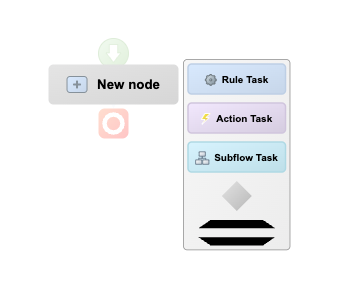 New node
Rule Task
Action Task
Subflow Task